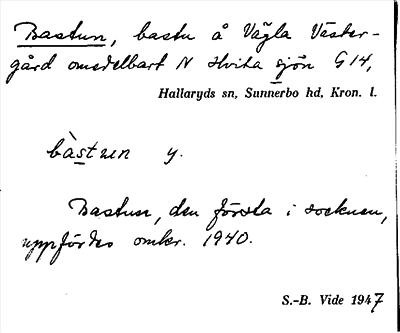 Bastun, bastu å Vägla Väster-
gård omedelbart N Hvita sjön G 14,
Hallaryds sn, Sunnerbo hd, Kron. l.
bàstun y.
Bastun, den första i socknen,
uppfördes omkr. 1940.
S.-B. Vide 1947